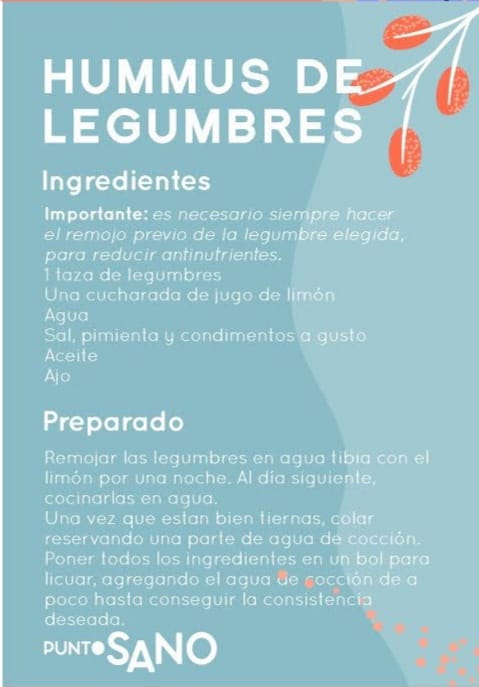 HUMMUS DE
LEGUMBRES
Ingredientes
Importante: es necesario siempre hacer
el remojo previo de la legumbre elegida,
para reducir antinutrientes.
1 taza de legumbres
Una cucharada de jugo de limón
Agua
Sal, pimienta y condimentos a gusto
Aceite
Ajo
Preparado
Remojar las legumbres en agua tibia con el
limón por una noche. Al día siguiente,
cocinarlas en agua.
Una vez que estan bien tiernas, colar
reservando una parte de agua de cocción.
Poner todos los ingredientes en un bol para
licuar, agregando el agua de cocción de a
poco hasta conseguir la consistencia
deseada.
PUNTO SANO